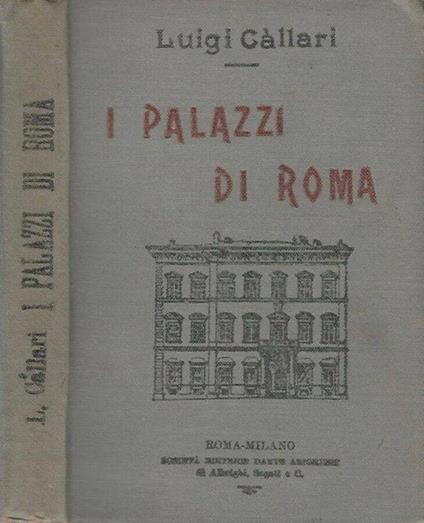 L. Càllari I PALAZZI DI ROMA
Luigi Càllari
I PALAZZI
DI ROMA
ROMA-MILANO
SOCIETÀ EDITRICE DANTE ALIGHIERI
di Albrighi, Segati e C.